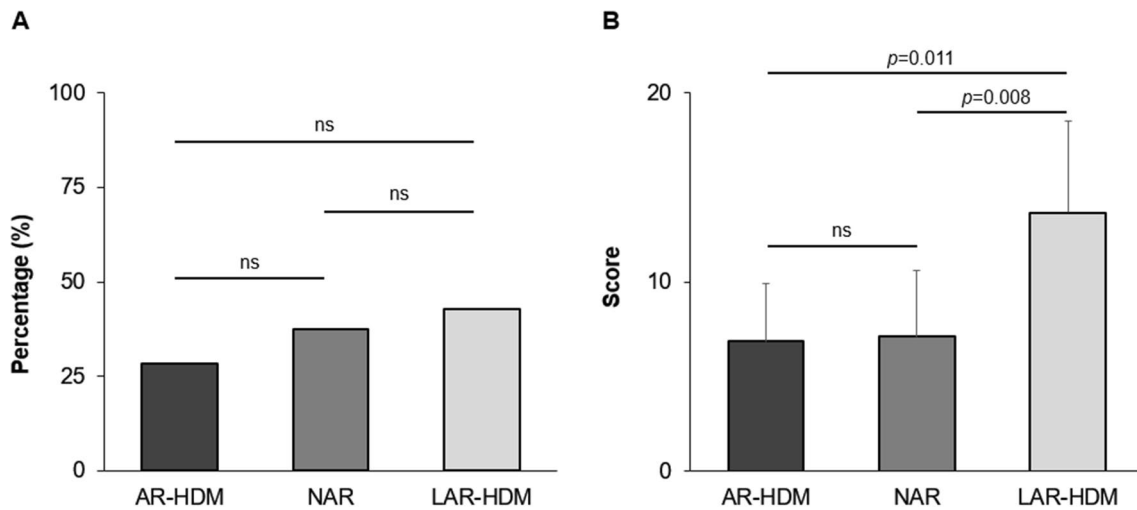 A
Percentage (%)
100
75
50
25
0
ns
ns
ns
AR-HDM
NAR
LAR-HDM
B
Score
20
10
0
p=0.011
p=0.008
ns
AR-HDM
NAR
LAR-HDM